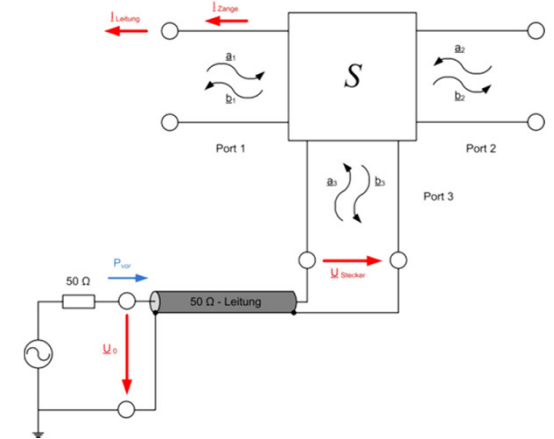 I Leitung
I Zange
a1
b1
S
a2
b2
Port 1
Port 2
a3
b3
Port 3
Pvor
U Stecker
50 Ω
50 Ω - Leitung
U 0